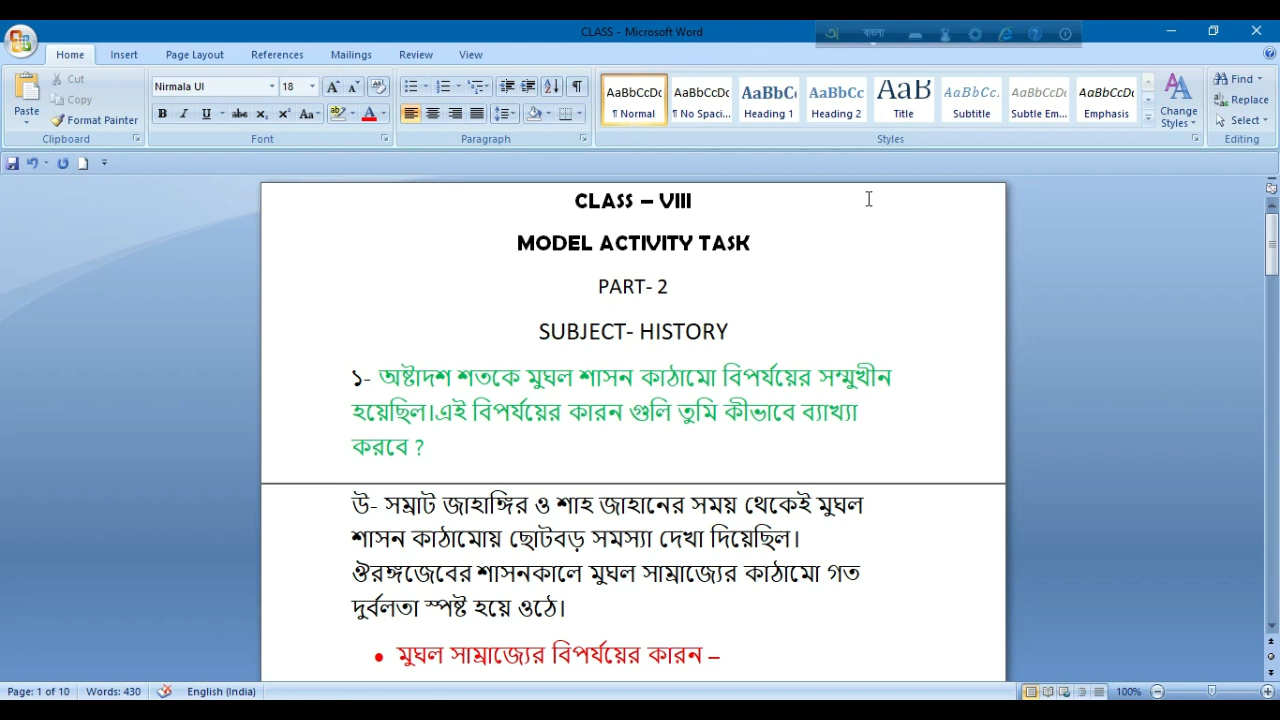 CLASS - Microsoft Word
বাংলা
Home Insert Page Layout References Mailings Review View
Paste
Cut
Copy
Format Painter
Clipboard
Nirmala UI 18
B I U abc X₂ X² Aa
Font
Paragraph
AaBbCcDc AaBbCcDc AaBbCc AaBbCc AaB AaBbCc. AaBbCcDc AaBbCcDc
¶ Normal ¶ No Spaci... Heading 1 Heading 2 Title Subtitle Subtle Em... Emphasis
Change Styles
Styles
Find
Replace
Select
Editing
CLASS – VIII
MODEL ACTIVITY TASK
PART- 2
SUBJECT- HISTORY
১- অষ্টাদশ শতকে মুঘল শাসন কাঠামো বিপর্যয়ের সম্মুখীন
হয়েছিল।এই বিপর্যয়ের কারন গুলি তুমি কীভাবে ব্যাখ্যা
করবে ?
উ- সম্রাট জাহাঙ্গির ও শাহ জাহানের সময় থেকেই মুঘল
শাসন কাঠামোয় ছোটবড় সমস্যা দেখা দিয়েছিল।
ঔরঙ্গজেবের শাসনকালে মুঘল সাম্রাজ্যের কাঠামো গত
দুর্বলতা স্পষ্ট হয়ে ওঠে।
• মুঘল সাম্রাজ্যের বিপর্যয়ের কারন –
Page: 1 of 10 Words: 430 English (India) 100%